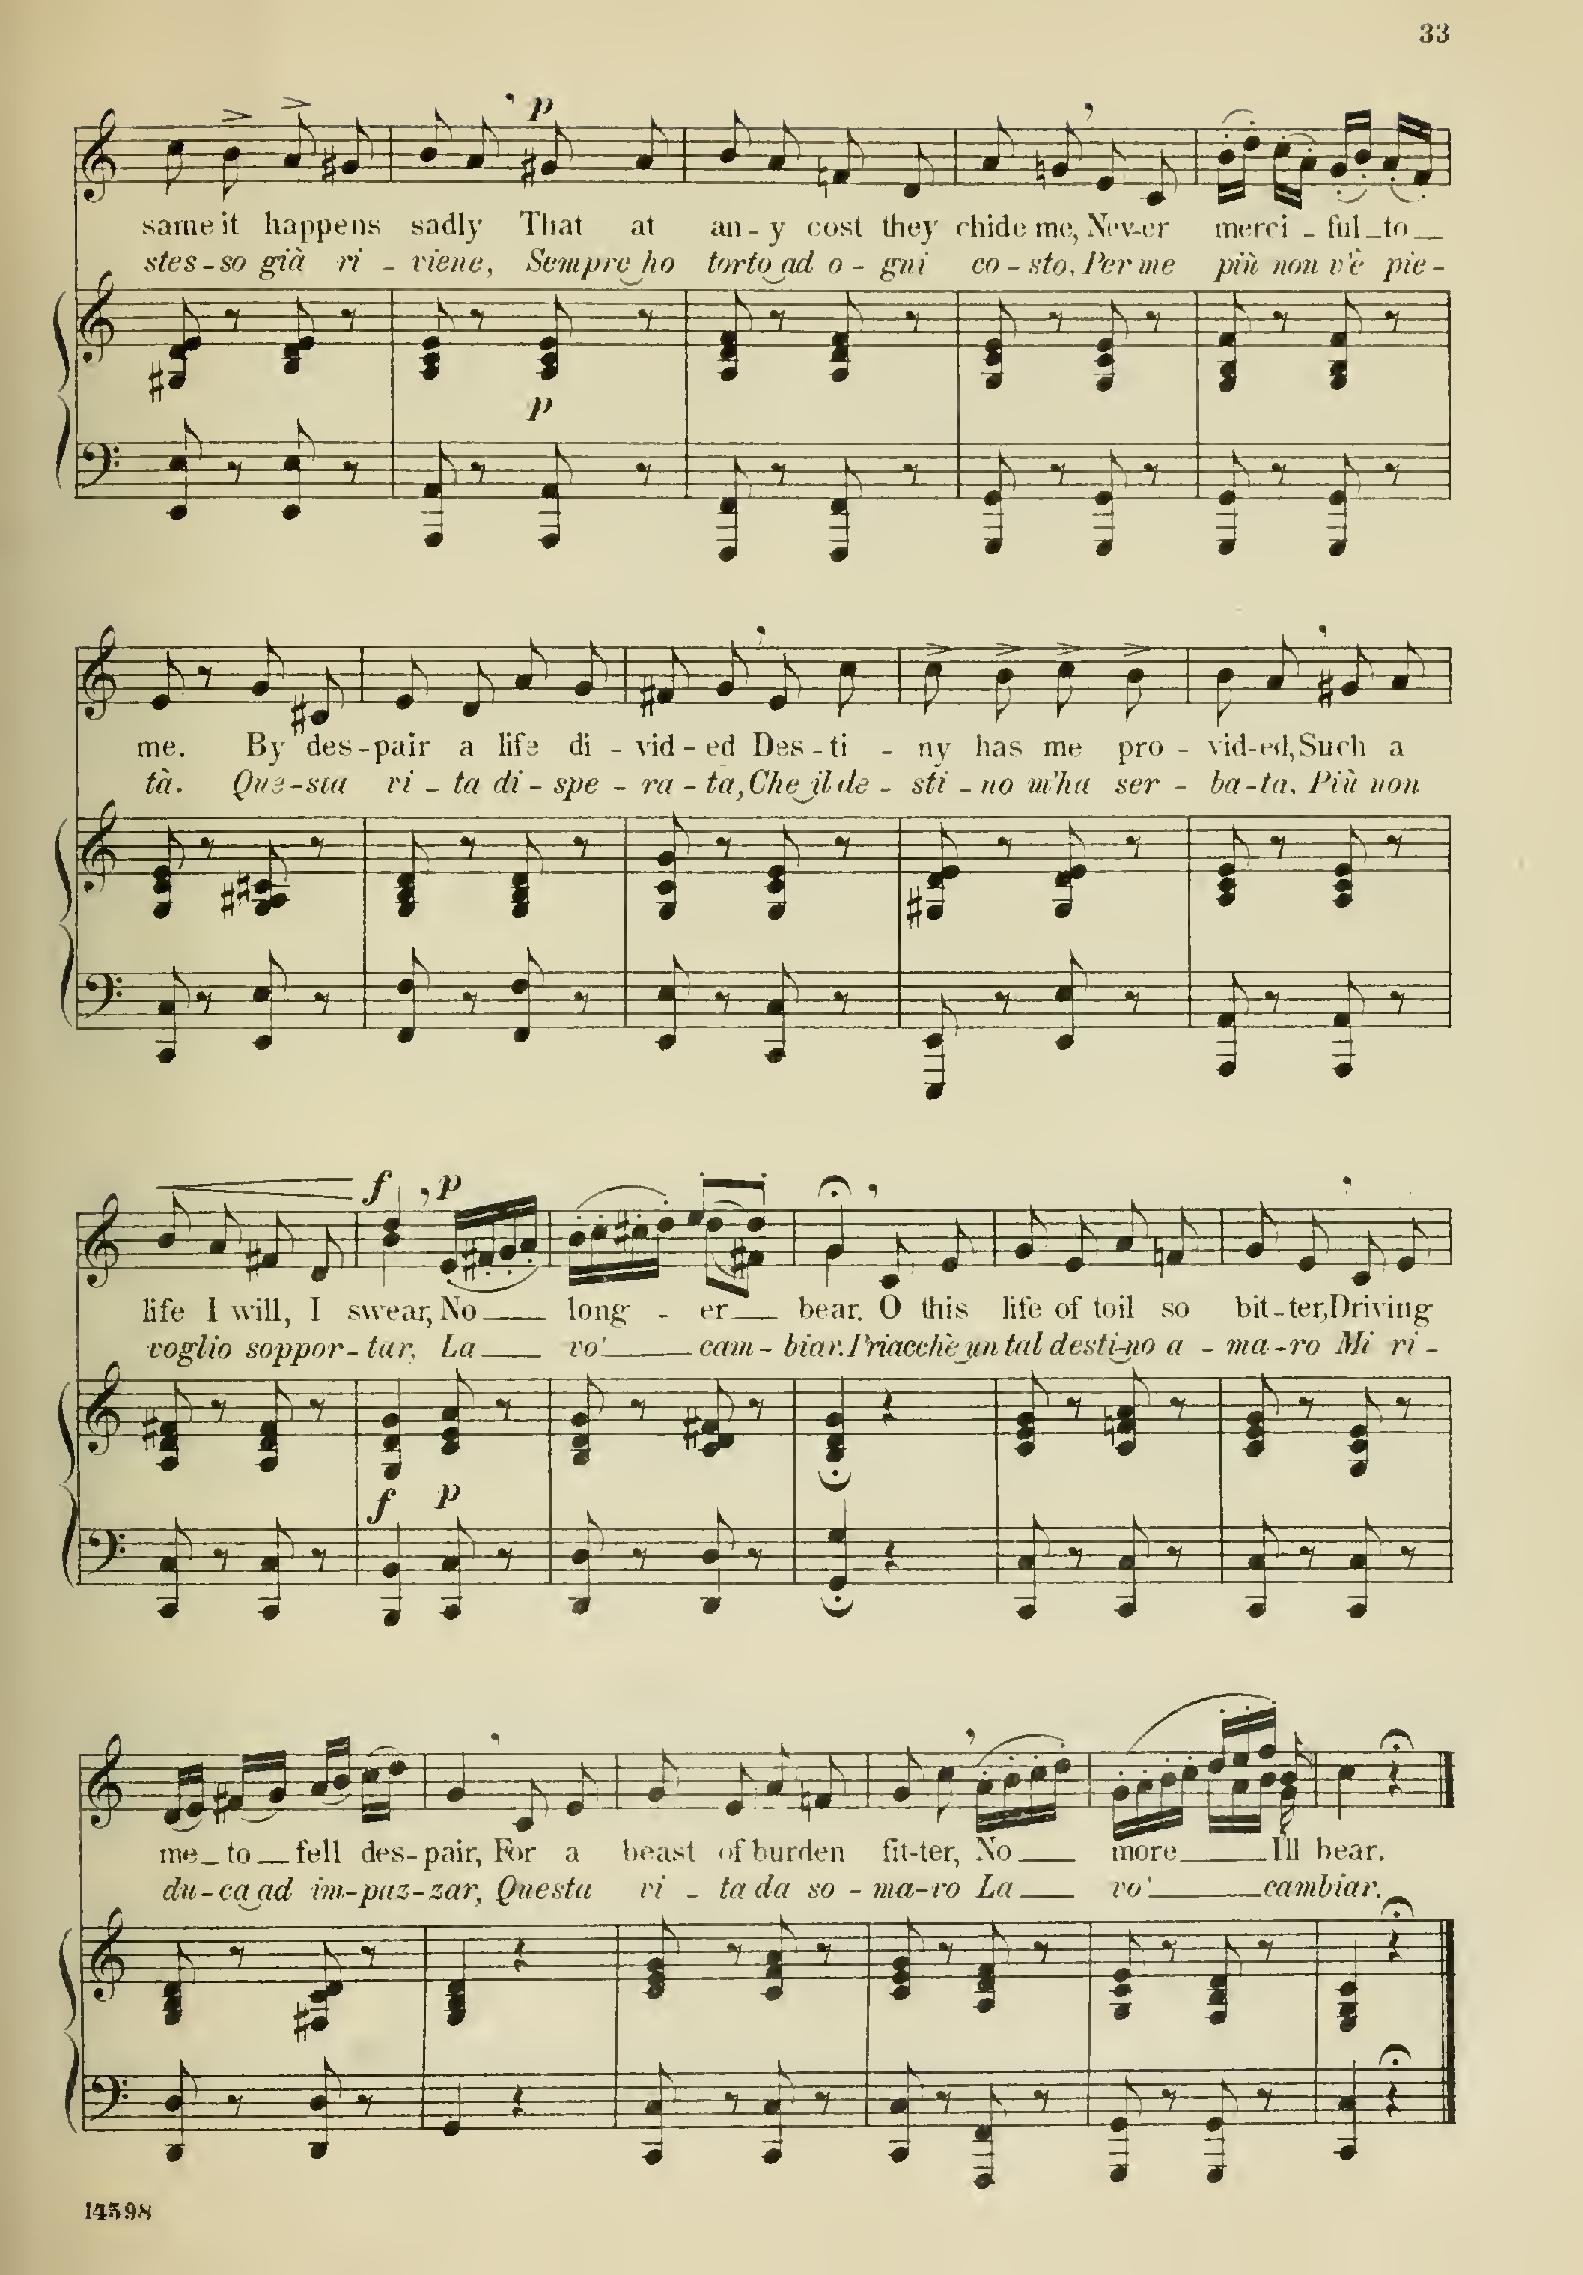 33
p
same it happens sadly That at an - y cost they chide me, Nev-er merci - ful to
stes - so già ri - viene, Sempre ho torto ad o - gni co - sto, Per me più non v'è pie -
p
me. By des - pair a life di - vid - ed Des - ti - ny has me pro - vid-ed, Such a
tà. Que - sta vi - ta di - spe - ra - ta, Che il de - sti - no m'ha ser - ba - ta. Più non
f p
life I will, I swear, No long - er bear. O this life of toil so bit - ter, Driving
voglio soppor - tar, La vo' cam - biar. Priacchè un tal destino a - ma - ro Mi ri -
f p
me to fell des - pair, For a beast of burden fit-ter, No more I'll bear.
du - ca ad im - paz - zar, Questa vi - ta da so - ma - ro La vo' cambiar.
14598